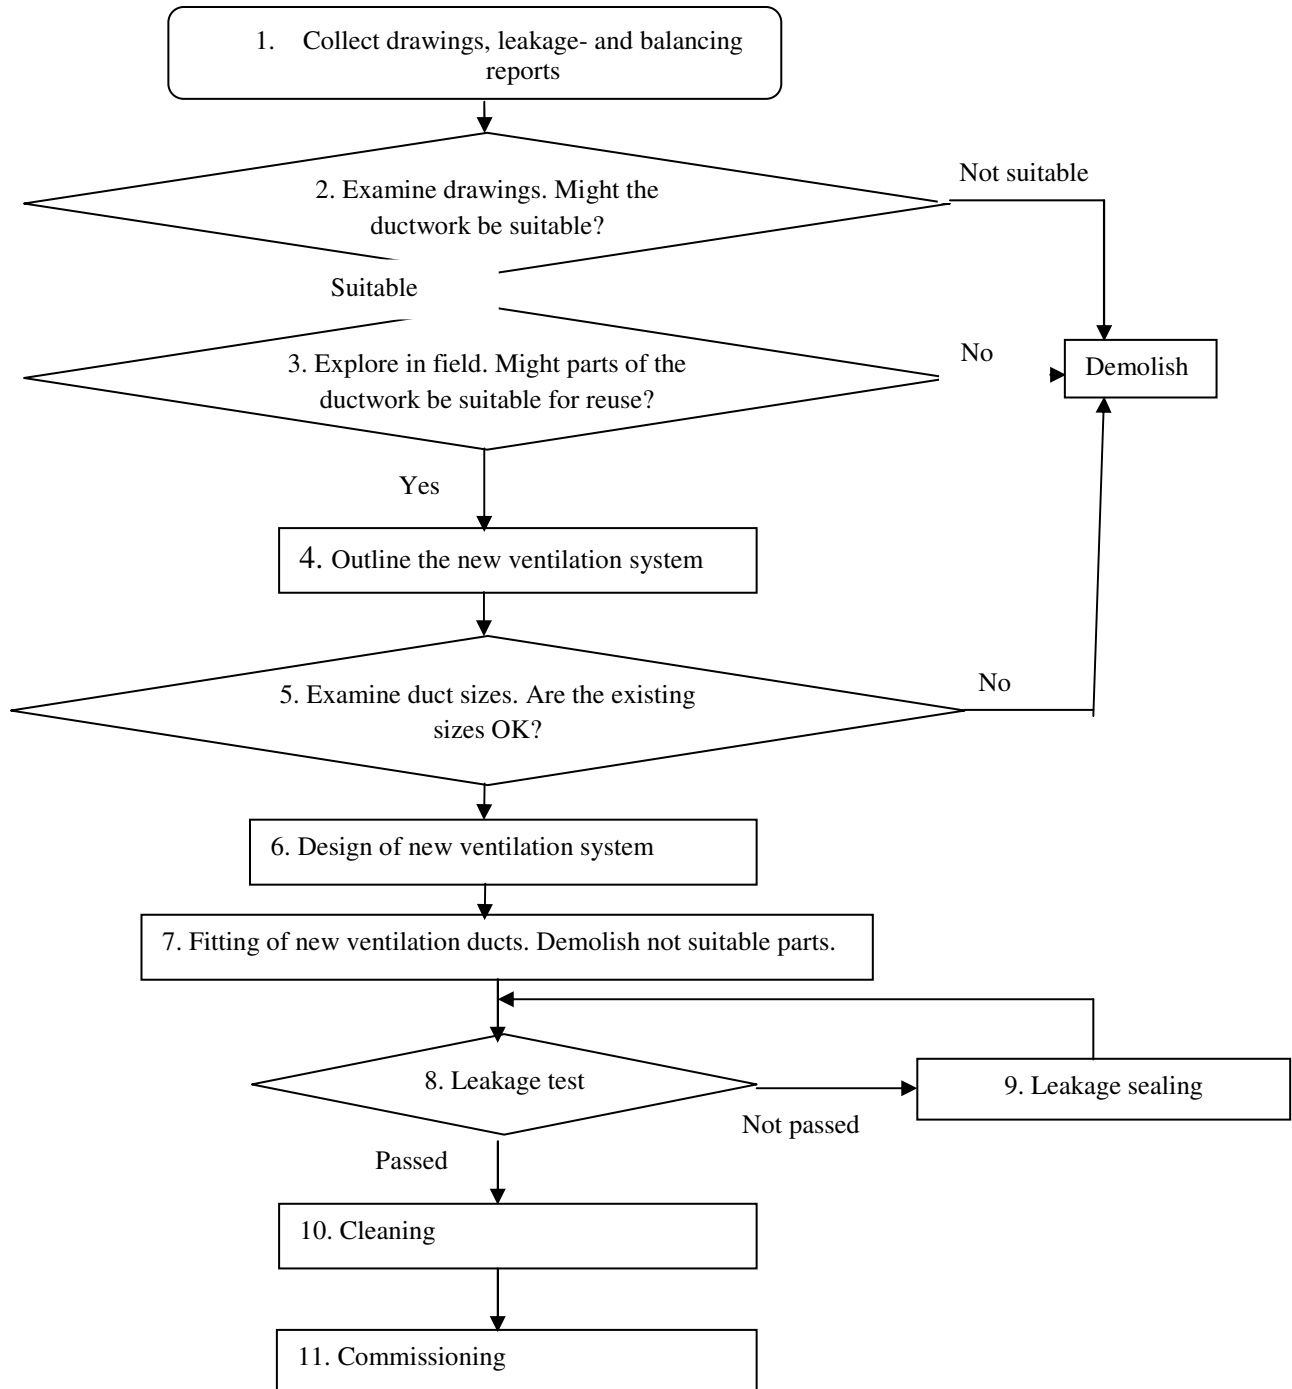 1. Collect drawings, leakage- and balancing
reports
2. Examine drawings. Might the
ductwork be suitable?
Not suitable
Suitable
3. Explore in field. Might parts of the
ductwork be suitable for reuse?
No
Demolish
Yes
4. Outline the new ventilation system
5. Examine duct sizes. Are the existing
sizes OK?
No
6. Design of new ventilation system
7. Fitting of new ventilation ducts. Demolish not suitable parts.
8. Leakage test
9. Leakage sealing
Not passed
Passed
10. Cleaning
11. Commissioning